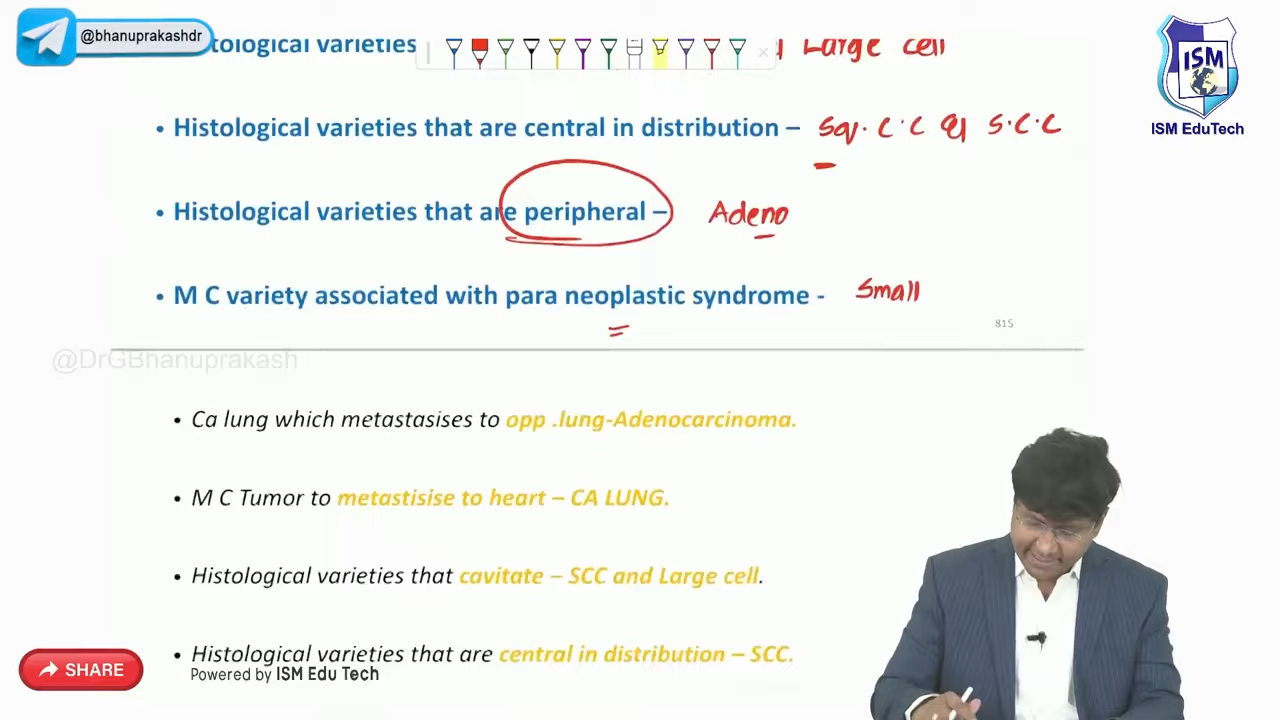 @bhanuprakashdr
tological varieties Large cell
ISM
ISM EduTech
• Histological varieties that are central in distribution – Sq. C.C & S.C.C
• Histological varieties that are peripheral – Adeno
• M C variety associated with para neoplastic syndrome - Small
815
@DrGBhanuprakash
• Ca lung which metastasises to opp .lung-Adenocarcinoma.
• M C Tumor to metastisise to heart – CA LUNG.
• Histological varieties that cavitate – SCC and Large cell.
• Histological varieties that are central in distribution – SCC.
SHARE
Powered by ISM Edu Tech